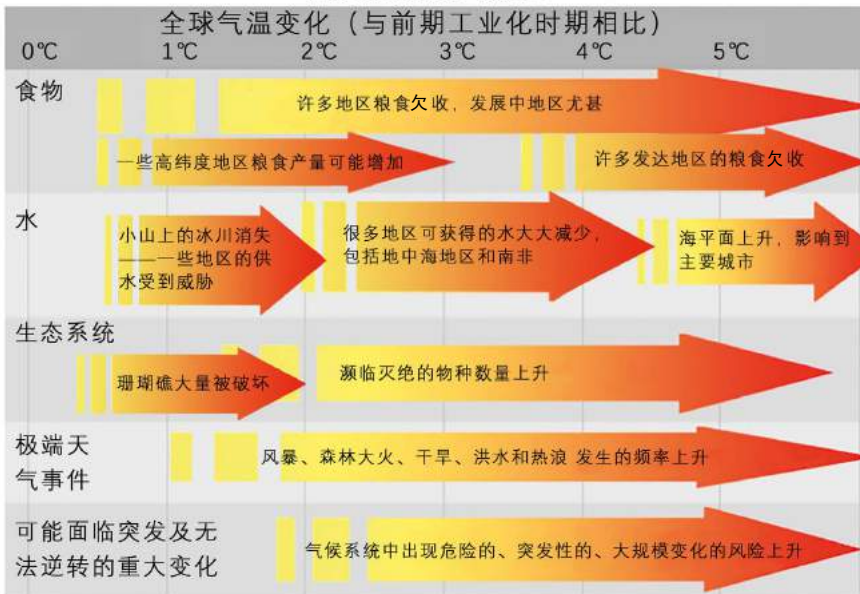 全球气温变化（与前期工业化时期相比）
0℃ 1℃ 2℃ 3℃ 4℃ 5℃
食物
许多地区粮食欠收、发展中地区尤甚
一些高纬度地区粮食产量可能增加
许多发达地区的粮食欠收
水
小山上的冰川消失
——一些地区的供
水受到威胁
很多地区可获得的水大大减少，
包括地中海地区和南非
海平面上升，影响到
主要城市
生态系统
珊瑚礁大量被破坏
濒临灭绝的物种数量上升
极端天
气事件
风暴、森林大火、干旱、洪水和热浪 发生的频率上升
可能面临突发及无
法逆转的重大变化
气候系统中出现危险的、突发性的、大规模变化的风险上升